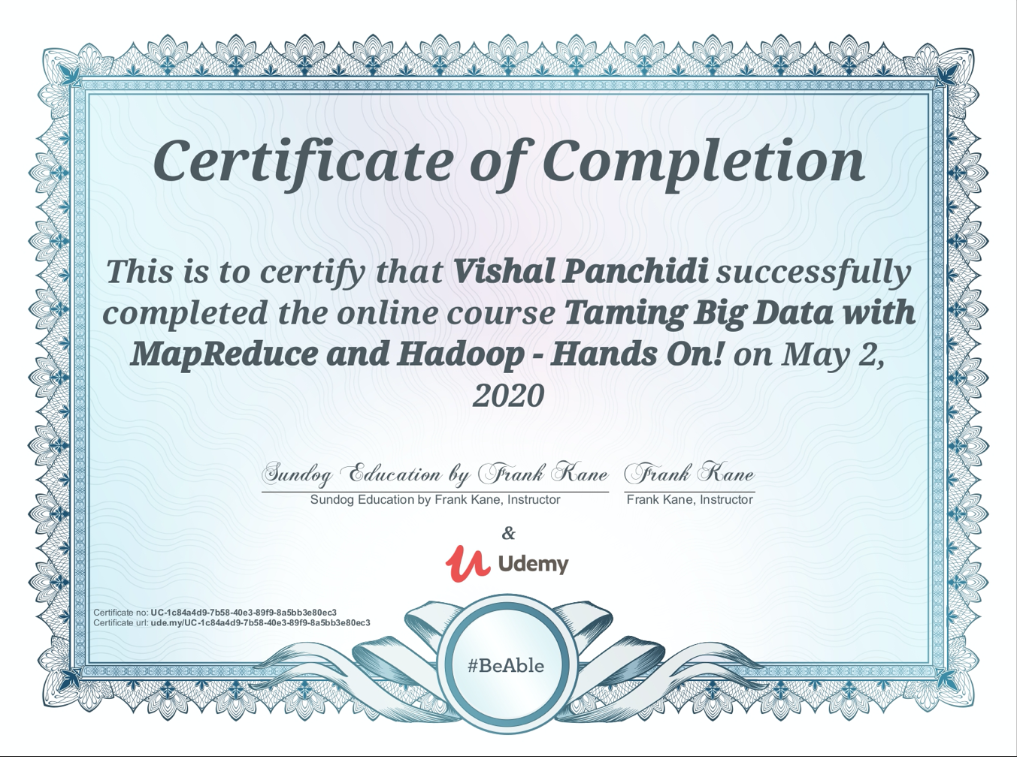 Certificate of Completion
This is to certify that Vishal Panchidi successfully
completed the online course Taming Big Data with
MapReduce and Hadoop - Hands On! on May 2,
2020
Sundog Education by Frank Kane Frank Kane
Sundog Education by Frank Kane, Instructor Frank Kane, Instructor
&
Udemy
Certificate no: UC-1c84a4d9-7b58-40e3-89f9-8a5bb3e80ec3
Certificate url: ude.my/UC-1c84a4d9-7b58-40e3-89f9-8a5bb3e80ec3
#BeAble